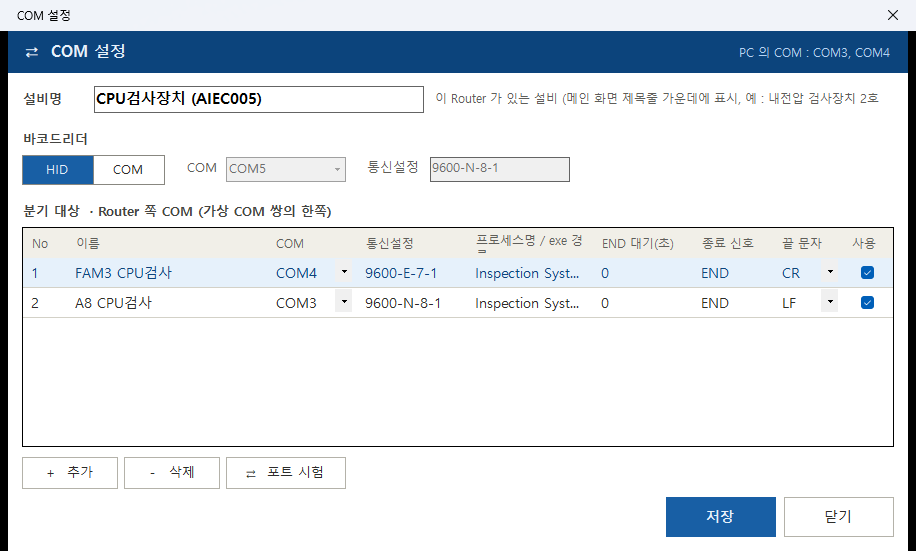 COM 설정
⇄ COM 설정 PC 의 COM : COM3, COM4
설비명 CPU검사장치 (AIEC005) 이 Router 가 있는 설비 (메인 화면 제목줄 가운데에 표시, 예 : 내전압 검사장치 2호
바코드리더
HID COM COM COM5 통신설정 9600-N-8-1
분기 대상 · Router 쪽 COM (가상 COM 쌍의 한쪽)
No 이름 COM 통신설정 프로세스명 / exe 경 END 대기(초) 종료 신호 끝 문자 사용
1 FAM3 CPU검사 COM4 9600-E-7-1 Inspection Syst... 0 END CR
2 A8 CPU검사 COM3 9600-N-8-1 Inspection Syst... 0 END LF
+ 추가 - 삭제 ⇄ 포트 시험
저장 닫기